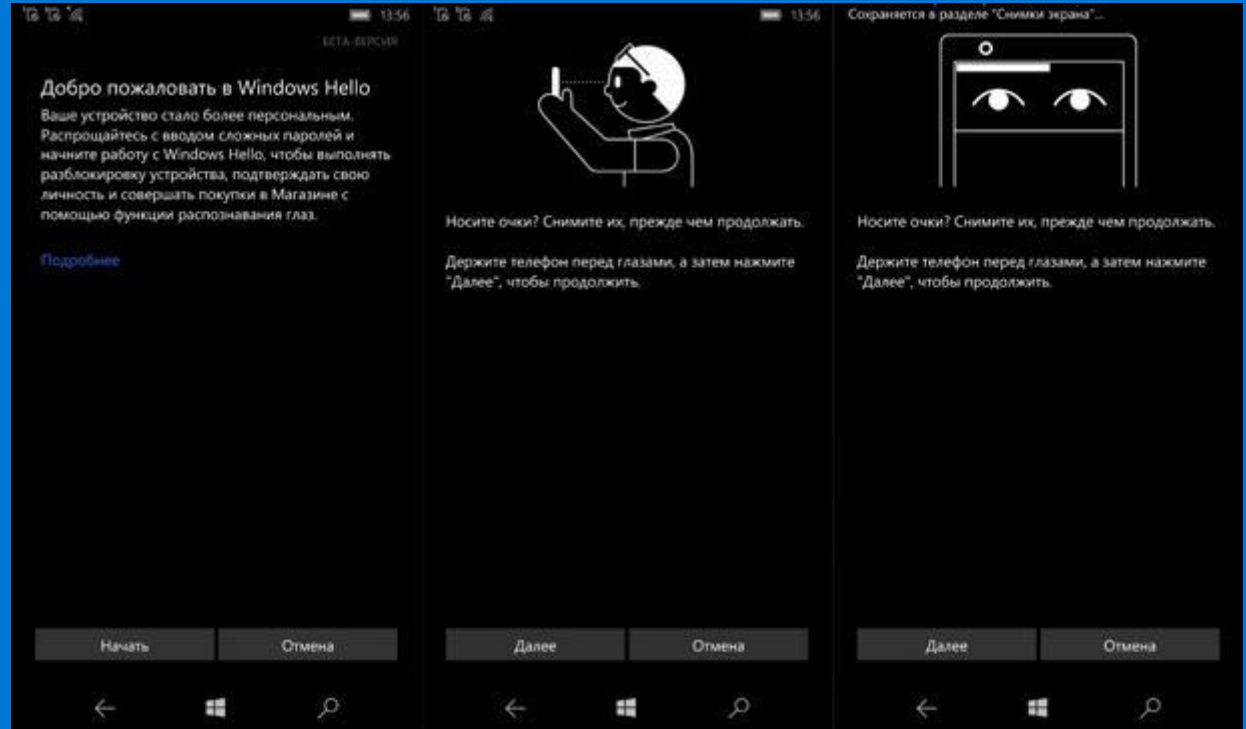 13:56
БЕТА-ВЕРСИЯ
Добро пожаловать в Windows Hello
Ваше устройство стало более персональным.
Распрощайтесь с вводом сложных паролей и
начните работу с Windows Hello, чтобы выполнять
разблокировку устройства, подтверждать свою
личность и совершать покупки в Магазине с
помощью функции распознавания глаз.
Подробнее
Начать
Отмена
13:56
Носите очки? Снимите их, прежде чем продолжать.
Держите телефон перед глазами, а затем нажмите
"Далее", чтобы продолжить.
Далее
Отмена
Сохраняется в разделе "Снимки экрана"...
Носите очки? Снимите их, прежде чем продолжать.
Держите телефон перед глазами, а затем нажмите
"Далее", чтобы продолжить.
Далее
Отмена